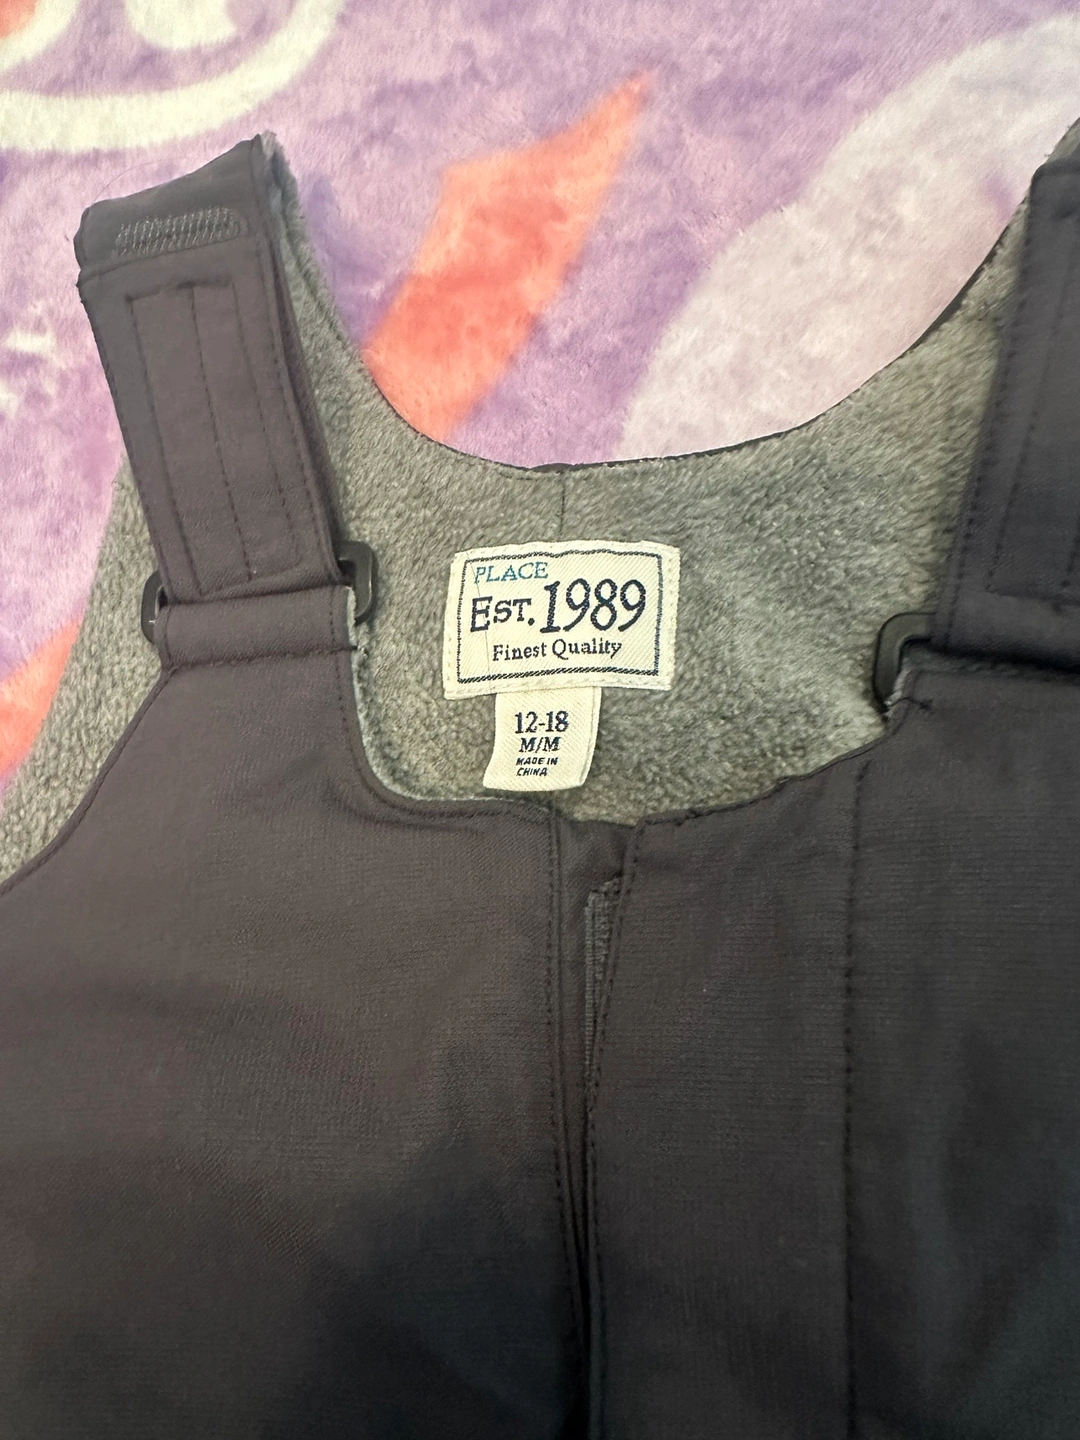 PLACE
EST. 1989
Finest Quality
12-18
M/M
MADE IN
CHINA